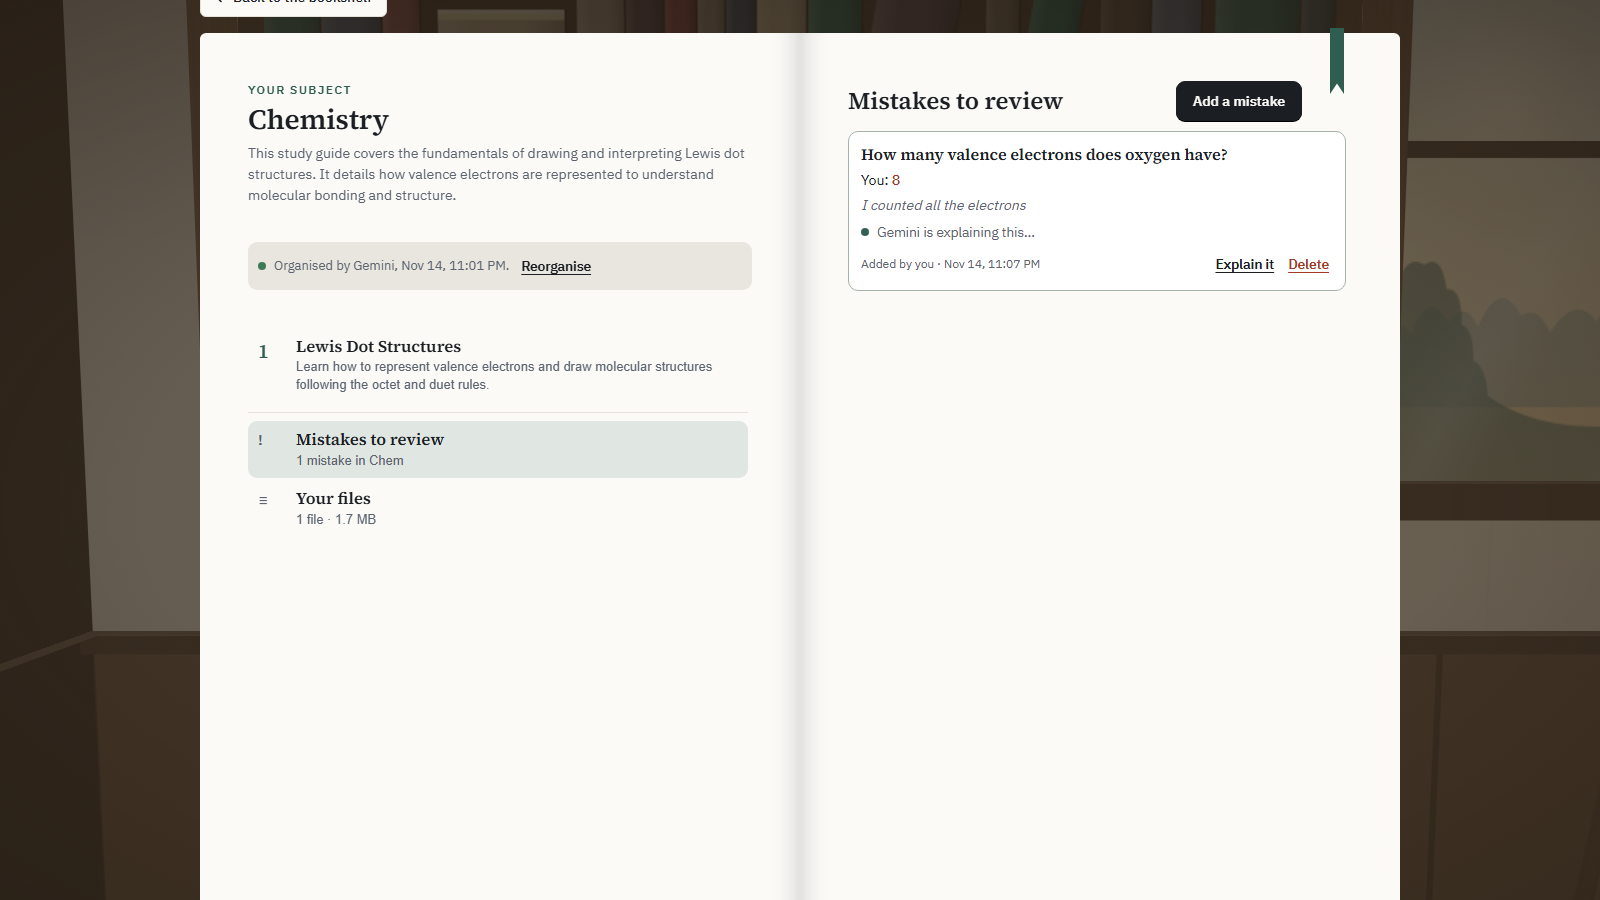 Back to the bookshelf
YOUR SUBJECT
Chemistry
This study guide covers the fundamentals of drawing and interpreting Lewis dot
structures. It details how valence electrons are represented to understand
molecular bonding and structure.
Organised by Gemini, Nov 14, 11:01 PM. Reorganise
1 Lewis Dot Structures
Learn how to represent valence electrons and draw molecular structures
following the octet and duet rules.
! Mistakes to review
1 mistake in Chem
Your files
1 file · 1.7 MB
Mistakes to review
Add a mistake
How many valence electrons does oxygen have?
You: 8
I counted all the electrons
Gemini is explaining this...
Added by you · Nov 14, 11:07 PM
Explain it Delete